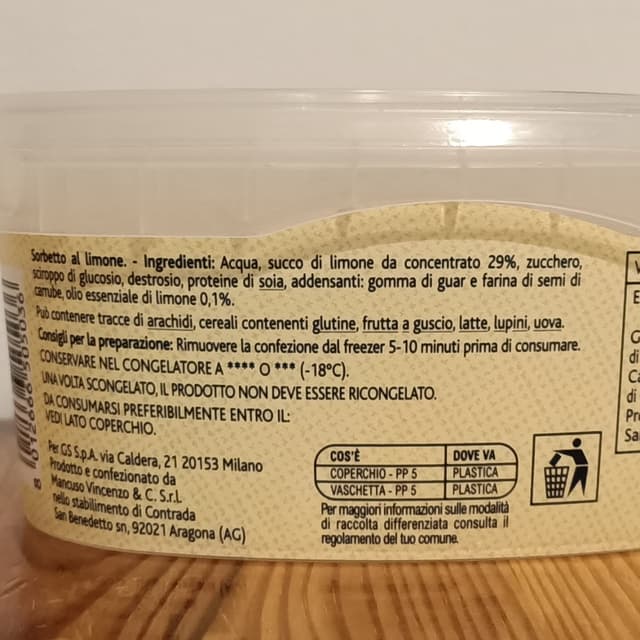 Sorbetto al limone. - Ingredienti: Acqua, succo di limone da concentrato 29%, zucchero,
sciroppo di glucosio, destrosio, proteine di soia, addensanti: gomma di guar e farina di semi di
carube, olio essenziale di limone 0,1%.
Può contenere tracce di arachidi, cereali contenenti glutine, frutta a guscio, latte, lupini, uova.
Consigli per la preparazione: Rimuovere la confezione dal freezer 5-10 minuti prima di consumare.
CONSERVARE NEL CONGELATORE A **** O *** (-18°C).
UNA VOLTA SCONGELATO, IL PRODOTTO NON DEVE ESSERE RICONGELATO.
DA CONSUMARSI PREFERIBILMENTE ENTRO IL:
VEDI LATO COPERCHIO.
Per GS S.p.A. via Caldera, 21 20153 Milano
Prodotto e confezionato da
Mancuso Vincenzo & C. S.r.l.
nello stabilimento di Contrada
San Benedetto sn, 92021 Aragona (AG)
COS'È DOVE VA
COPERCHIO - PP 5 PLASTICA
VASCHETTA - PP 5 PLASTICA
Per maggiori informazioni sulle modalità
di raccolta differenziata consulta il
regolamento del tuo comune.